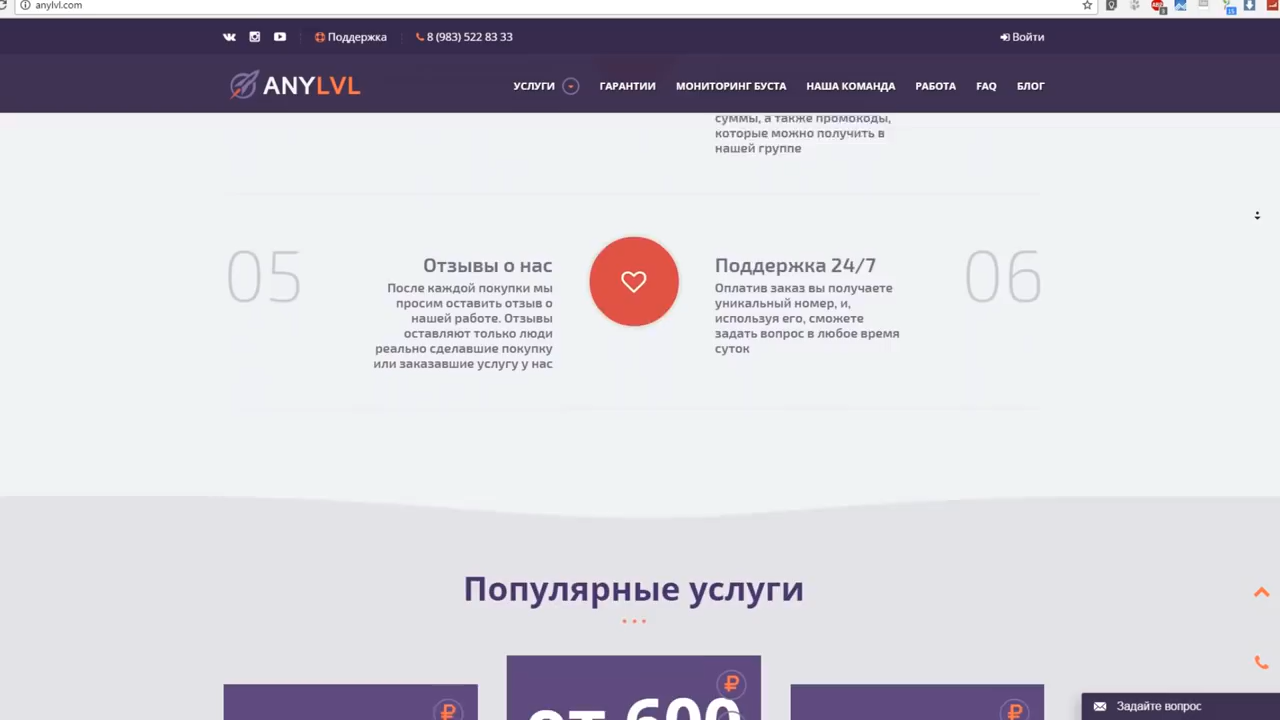 anylvl.com
Поддержка
8 (983) 522 83 33
Войти
ANYLVL
УСЛУГИ
ГАРАНТИИ
МОНИТОРИНГ БУСТА
НАША КОМАНДА
РАБОТА
FAQ
БЛОГ
суммы, а также промокоды,
которые можно получить в
нашей группе
05
Отзывы о нас
После каждой покупки мы
просим оставить отзыв о
нашей работе. Отзывы
оставляют только люди
реально сделавшие покупку
или заказавшие услугу у нас
Поддержка 24/7
Оплатив заказ вы получаете
уникальный номер, и,
используя его, сможете
задать вопрос в любое время
суток
06
Популярные услуги
от 600
Задайте вопрос